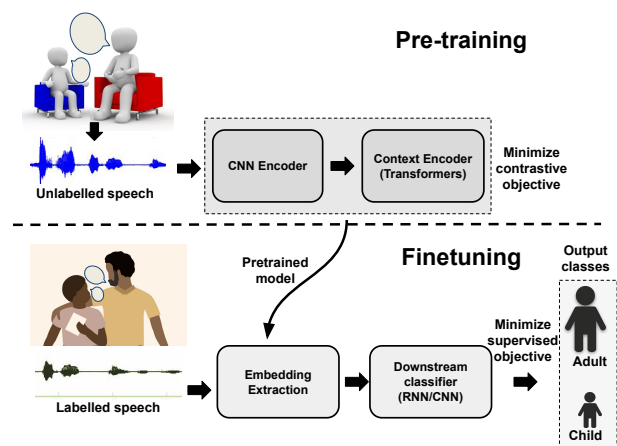 Pre-training
CNN Encoder
Context Encoder
(Transformers)
Minimize
contrastive
objective
Unlabelled speech
Pretrained
model
Finetuning
Output
classes
Minimize
supervised
objective
Embedding
Extraction
Downstream
classifier
(RNN/CNN)
Adult
Labelled speech
Child